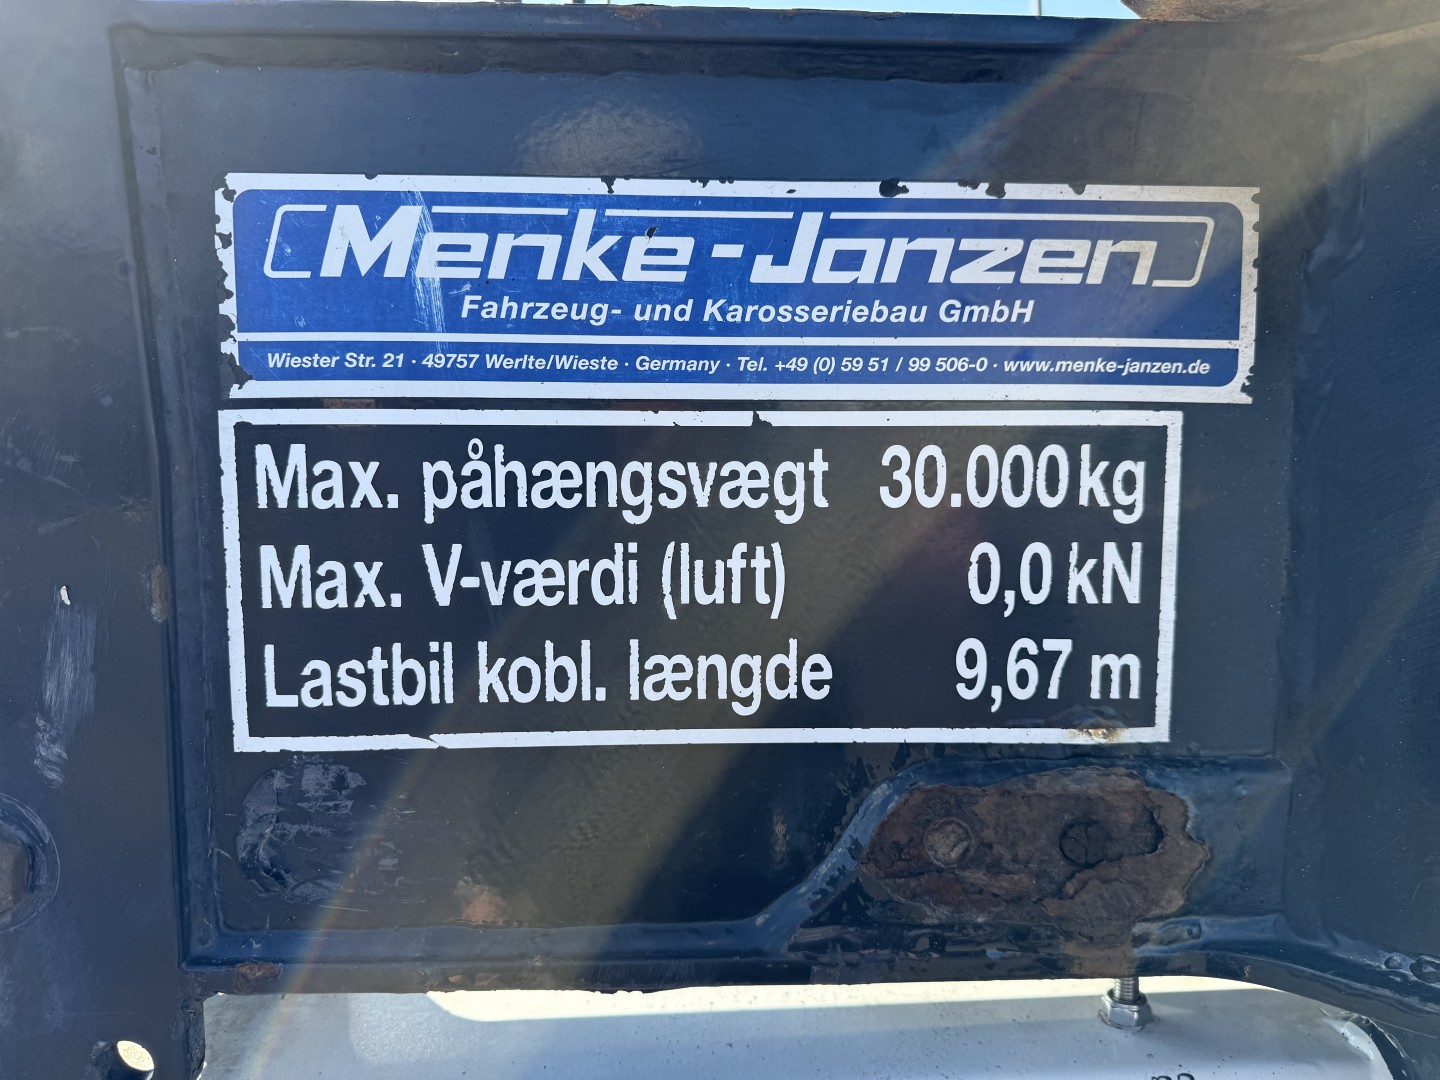 Menke-Janzen
Fahrzeug- und Karosseriebau GmbH
Wiester Str. 21 · 49757 Werlte/Wieste · Germany · Tel. +49 (0) 59 51 / 99 506-0 · www.menke-janzen.de
Max. påhængsvægt 30.000 kg
Max. V-værdi (luft) 0,0 kN
Lastbil kobl. længde 9,67 m